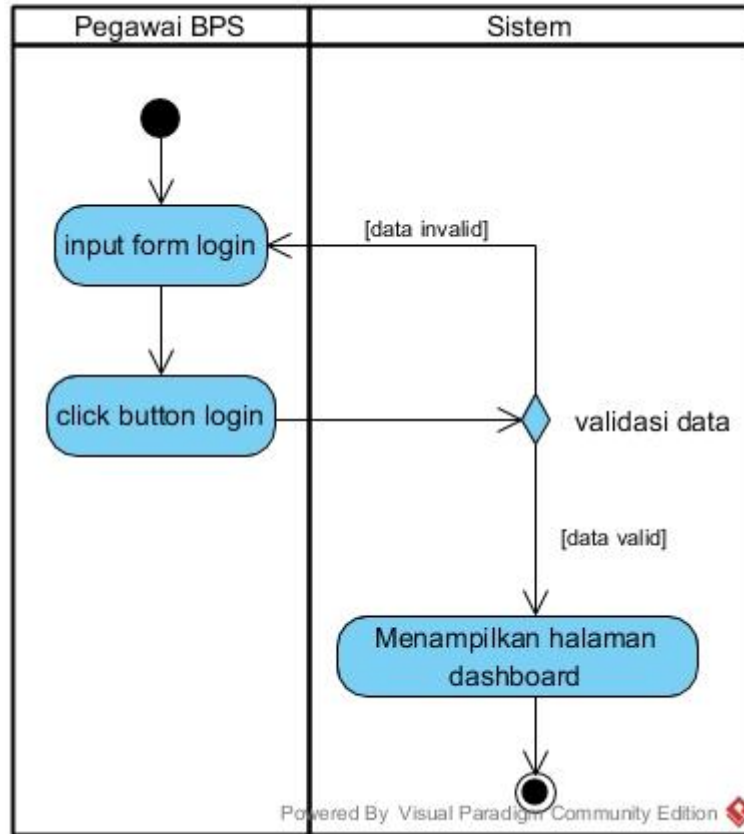 Pegawai BPS
Sistem
input form login
[data invalid]
click button login
validasi data
[data valid]
Menampilkan halaman
dashboard
Powered By Visual Paradigm Community Edition